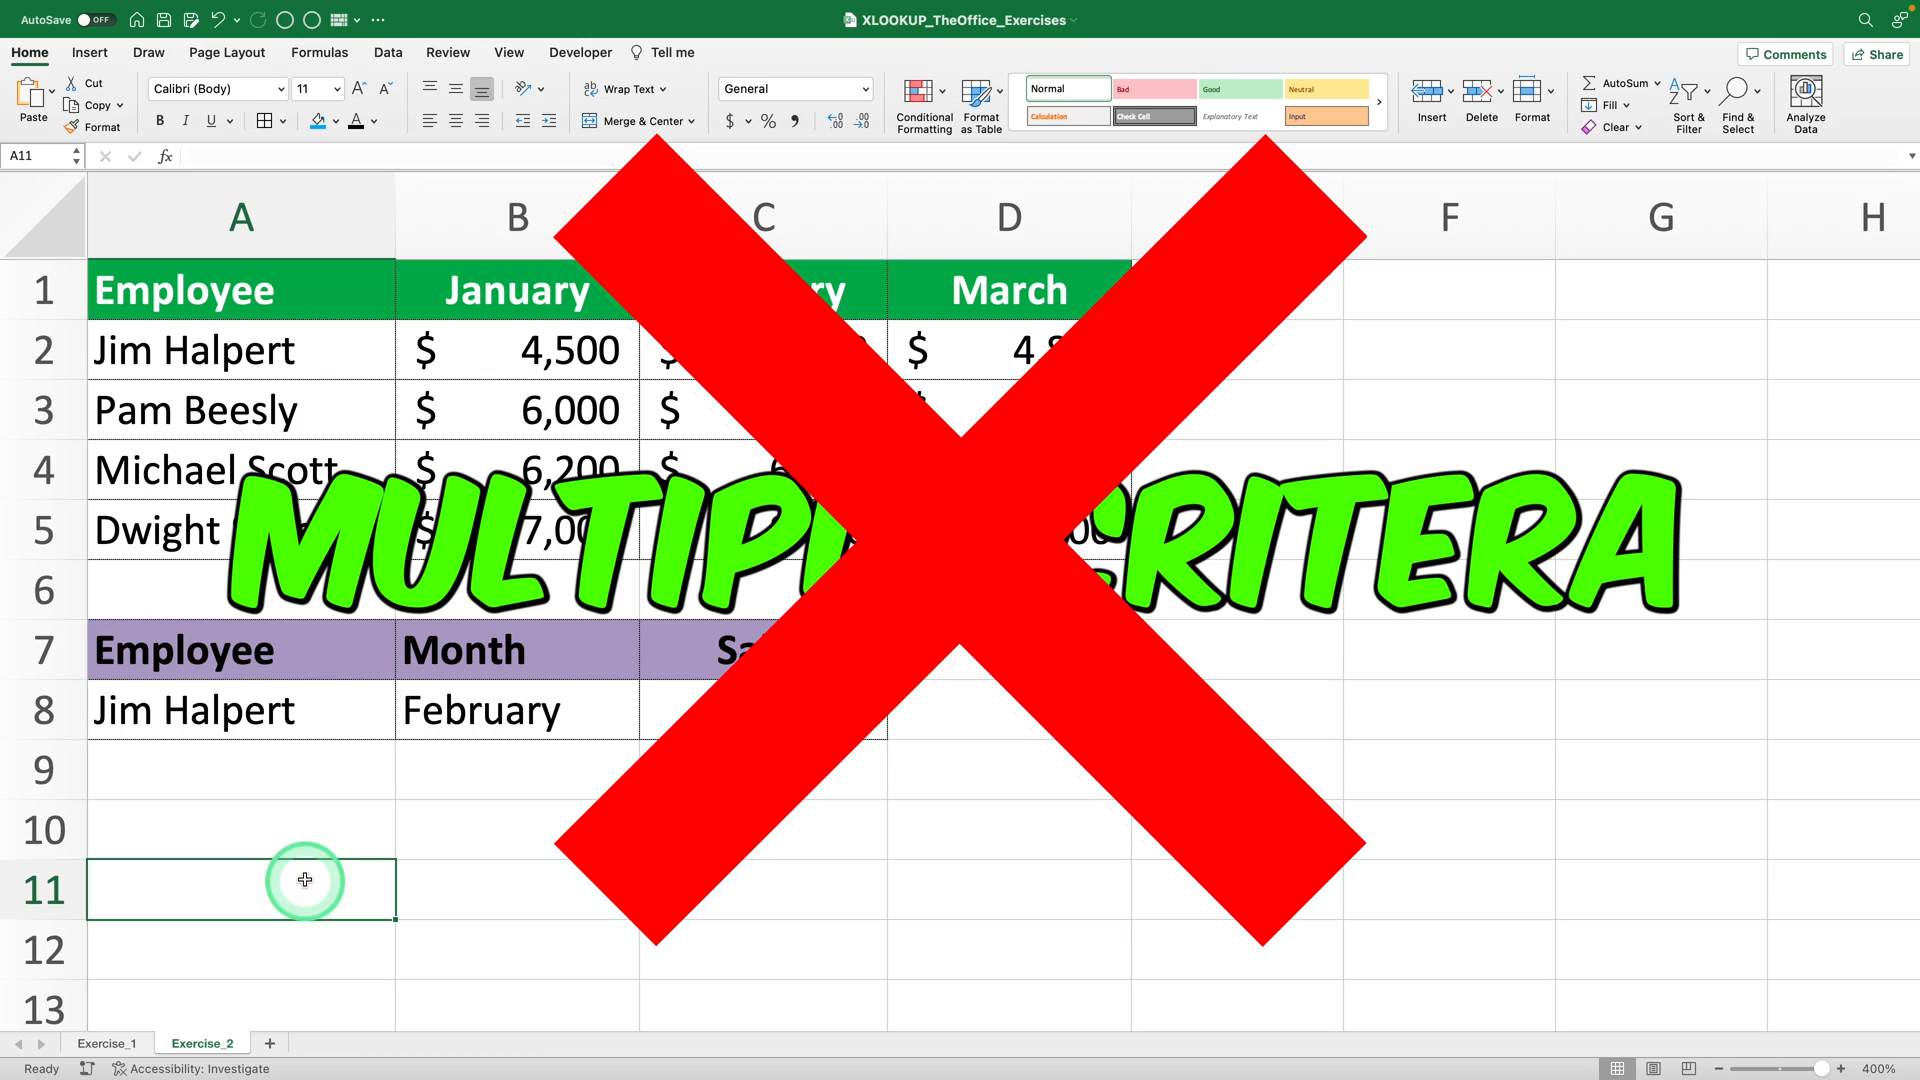 AutoSave OFF XLOOKUP_TheOffice_Exercises
Home Insert Draw Page Layout Formulas Data Review View Developer Tell me Comments Share
Paste Cut Copy Format
Calibri (Body) 11
B I U A
Wrap Text
Merge & Center
General
$ %
Conditional Formatting
Format as Table
Normal Bad Good Neutral
Calculation Check Cell Explanatory Text Input
Insert Delete Format
AutoSum
Fill
Clear
Sort & Filter
Find & Select
Analyze Data
A11 fx
A B C D F G H
1 Employee January March
2 Jim Halpert $ 4,500 $
3 Pam Beesly $ 6,000 $
4 Michael Scott $ 6,200 $
5 Dwight $
MULTIP RITERA
6
7 Employee Month
8 Jim Halpert February
9
10
11
12
13
Exercise_1 Exercise_2 +
Ready Accessibility: Investigate 400%